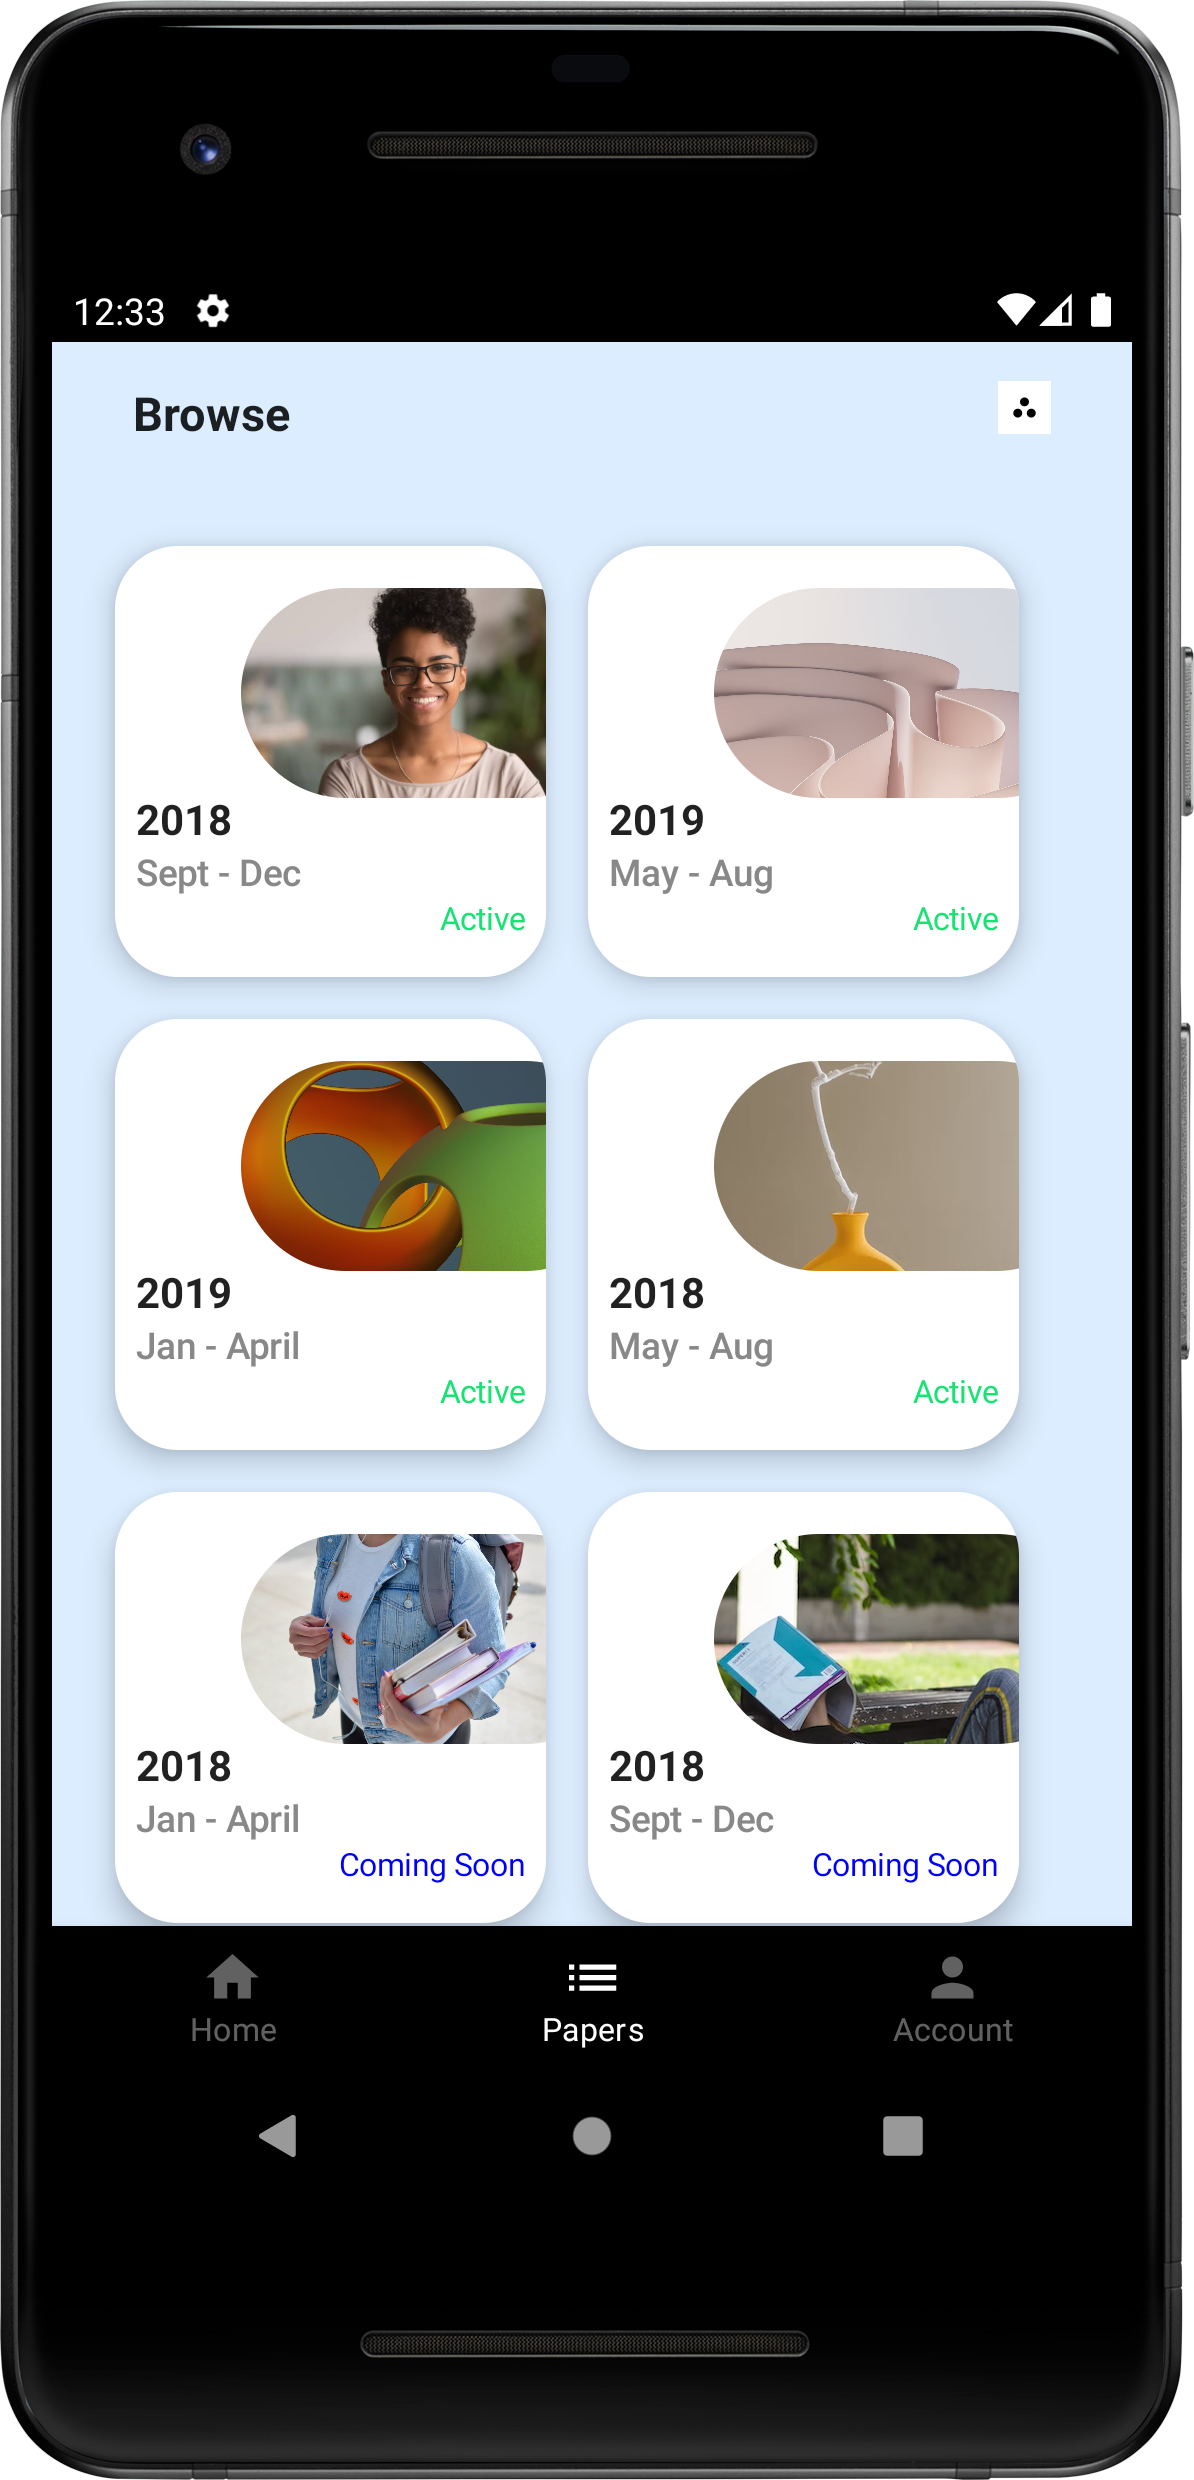 12:33
Browse
2018
Sept - Dec
Active
2019
May - Aug
Active
2019
Jan - April
Active
2018
May - Aug
Active
2018
Jan - April
Coming Soon
2018
Sept - Dec
Coming Soon
Home
Papers
Account